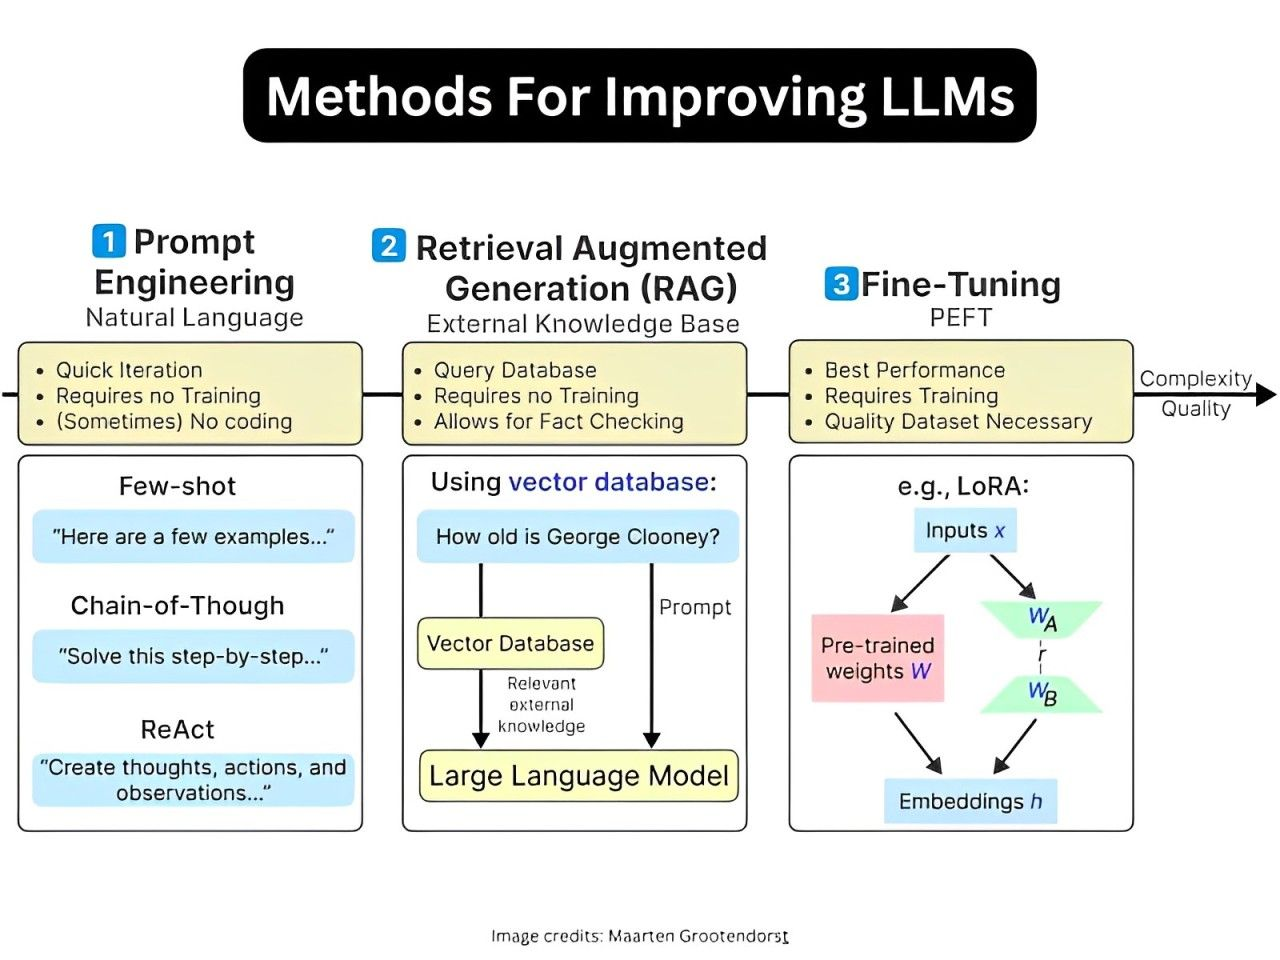 Methods For Improving LLMs
1 Prompt
Engineering
Natural Language
• Quick Iteration
• Requires no Training
• (Sometimes) No coding
Few-shot
"Here are a few examples..."
Chain-of-Though
"Solve this step-by-step..."
ReAct
"Create thoughts, actions, and
observations..."
2 Retrieval Augmented
Generation (RAG)
External Knowledge Base
• Query Database
• Requires no Training
• Allows for Fact Checking
Using vector database:
How old is George Clooney?
Prompt
Vector Database
Relevant
external
knowledge
Large Language Model
3 Fine-Tuning
PEFT
• Best Performance
• Requires Training
• Quality Dataset Necessary
e.g., LoRA:
Inputs x
Pre-trained
weights W
W_A
r
W_B
Embeddings h
Complexity
Quality
Image credits: Maarten Grootendorst